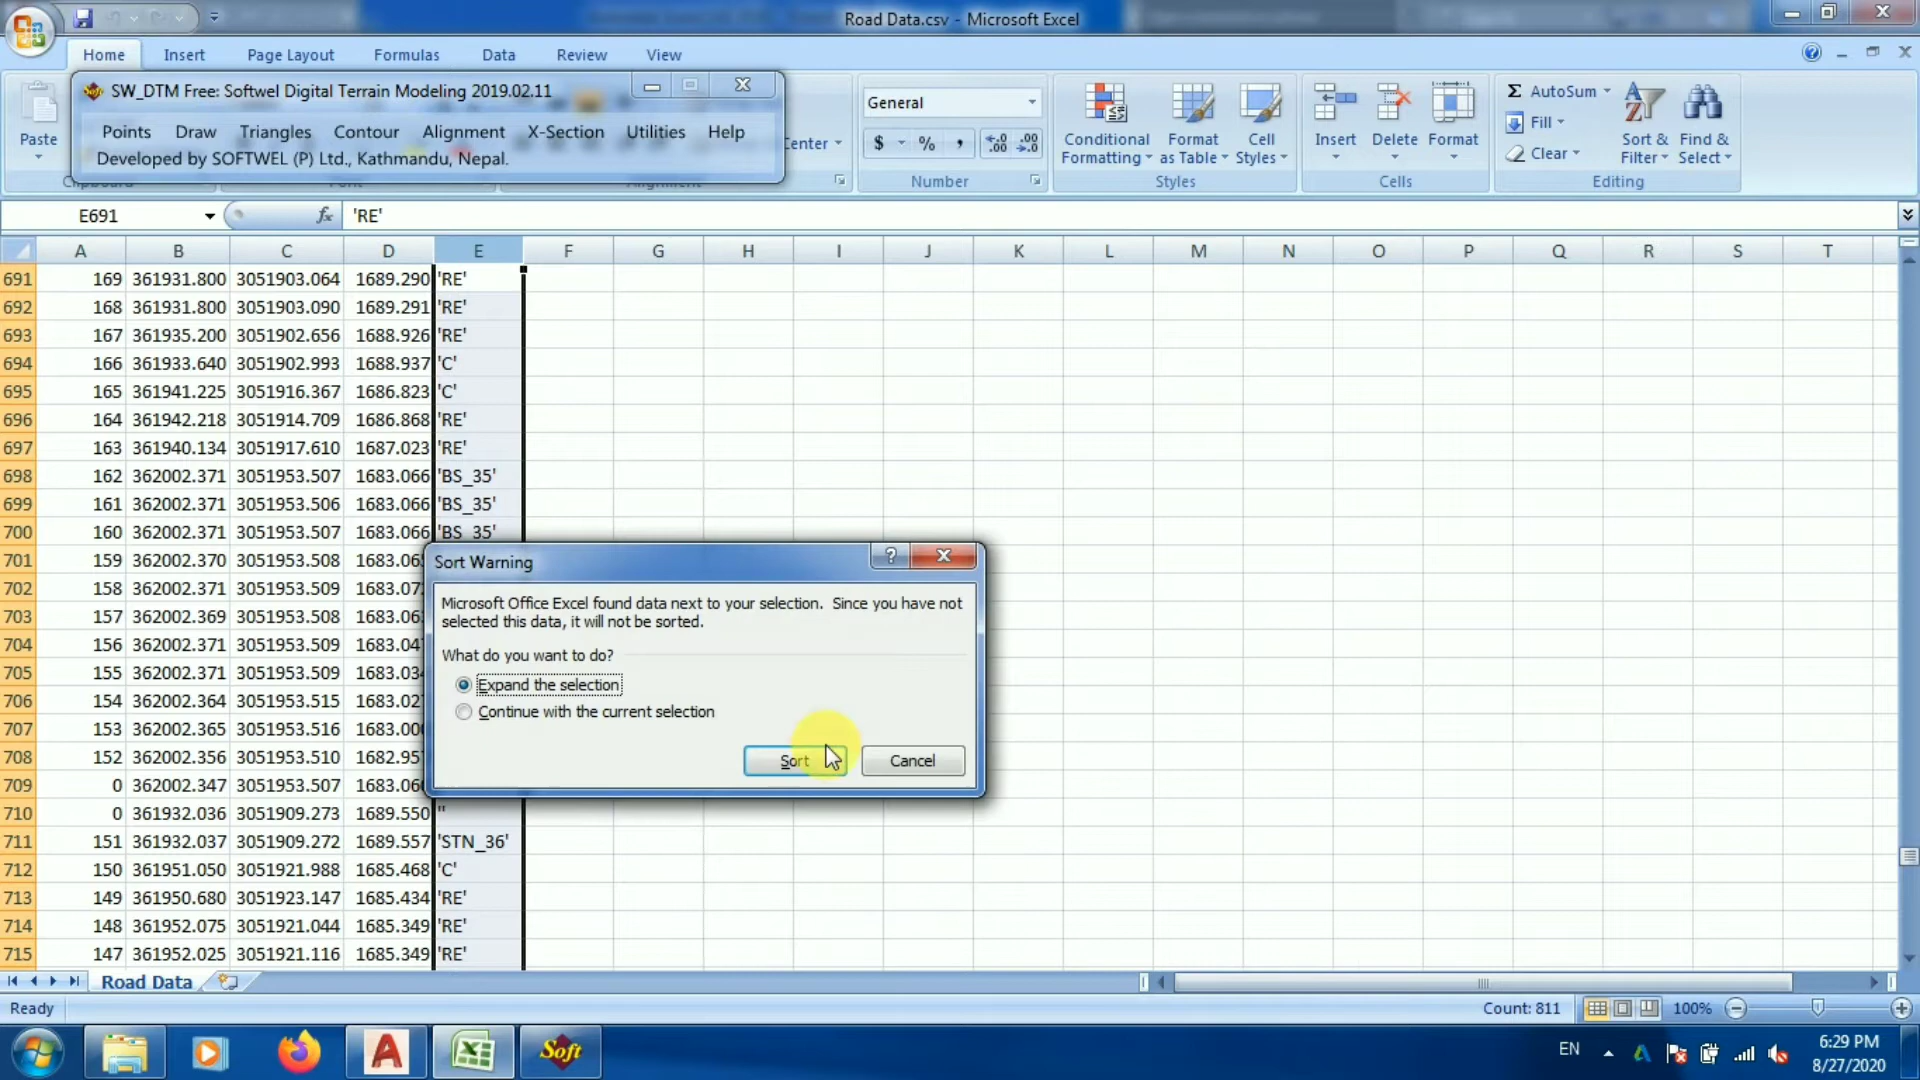 Road Data.csv - Microsoft Excel
Home Insert Page Layout Formulas Data Review View
SW_DTM Free: Softwel Digital Terrain Modeling 2019.02.11
Points Draw Triangles Contour Alignment X-Section Utilities Help
Developed by SOFTWEL (P) Ltd., Kathmandu, Nepal.
Paste
Center
General
$ % ,
Number
Conditional Formatting
Format as Table
Cell Styles
Styles
Insert Delete Format
Cells
Σ AutoSum
Fill
Clear
Sort & Filter
Find & Select
Editing
E691 fx 'RE'
A B C D E F G H I J K L M N O P Q R S T
691 169 361931.800 3051903.064 1689.290 'RE'
692 168 361931.800 3051903.090 1689.291 'RE'
693 167 361935.200 3051902.656 1688.926 'RE'
694 166 361933.640 3051902.993 1688.937 'C'
695 165 361941.225 3051916.367 1686.823 'C'
696 164 361942.218 3051914.709 1686.868 'RE'
697 163 361940.134 3051917.610 1687.023 'RE'
698 162 362002.371 3051953.507 1683.066 'BS_35'
699 161 362002.371 3051953.506 1683.066 'BS_35'
700 160 362002.371 3051953.507 1683.066 'BS_35'
701 159 362002.370 3051953.508
702 158 362002.371 3051953.509
703 157 362002.369 3051953.508
704 156 362002.371 3051953.509
705 155 362002.371 3051953.509
706 154 362002.364 3051953.515
707 153 362002.365 3051953.516
708 152 362002.356 3051953.510
709 0 362002.347 3051953.507
710 0 361932.036 3051909.273 1689.550 ''
711 151 361932.037 3051909.272 1689.557 'STN_36'
712 150 361951.050 3051921.988 1685.468 'C'
713 149 361950.680 3051923.147 1685.434 'RE'
714 148 361952.075 3051921.044 1685.349 'RE'
715 147 361952.025 3051921.116 1685.349 'RE'
Sort Warning
Microsoft Office Excel found data next to your selection. Since you have not
selected this data, it will not be sorted.
What do you want to do?
Expand the selection
Continue with the current selection
Sort Cancel
Road Data
Ready Count: 811 100%
Soft
EN
6:29 PM
8/27/2020